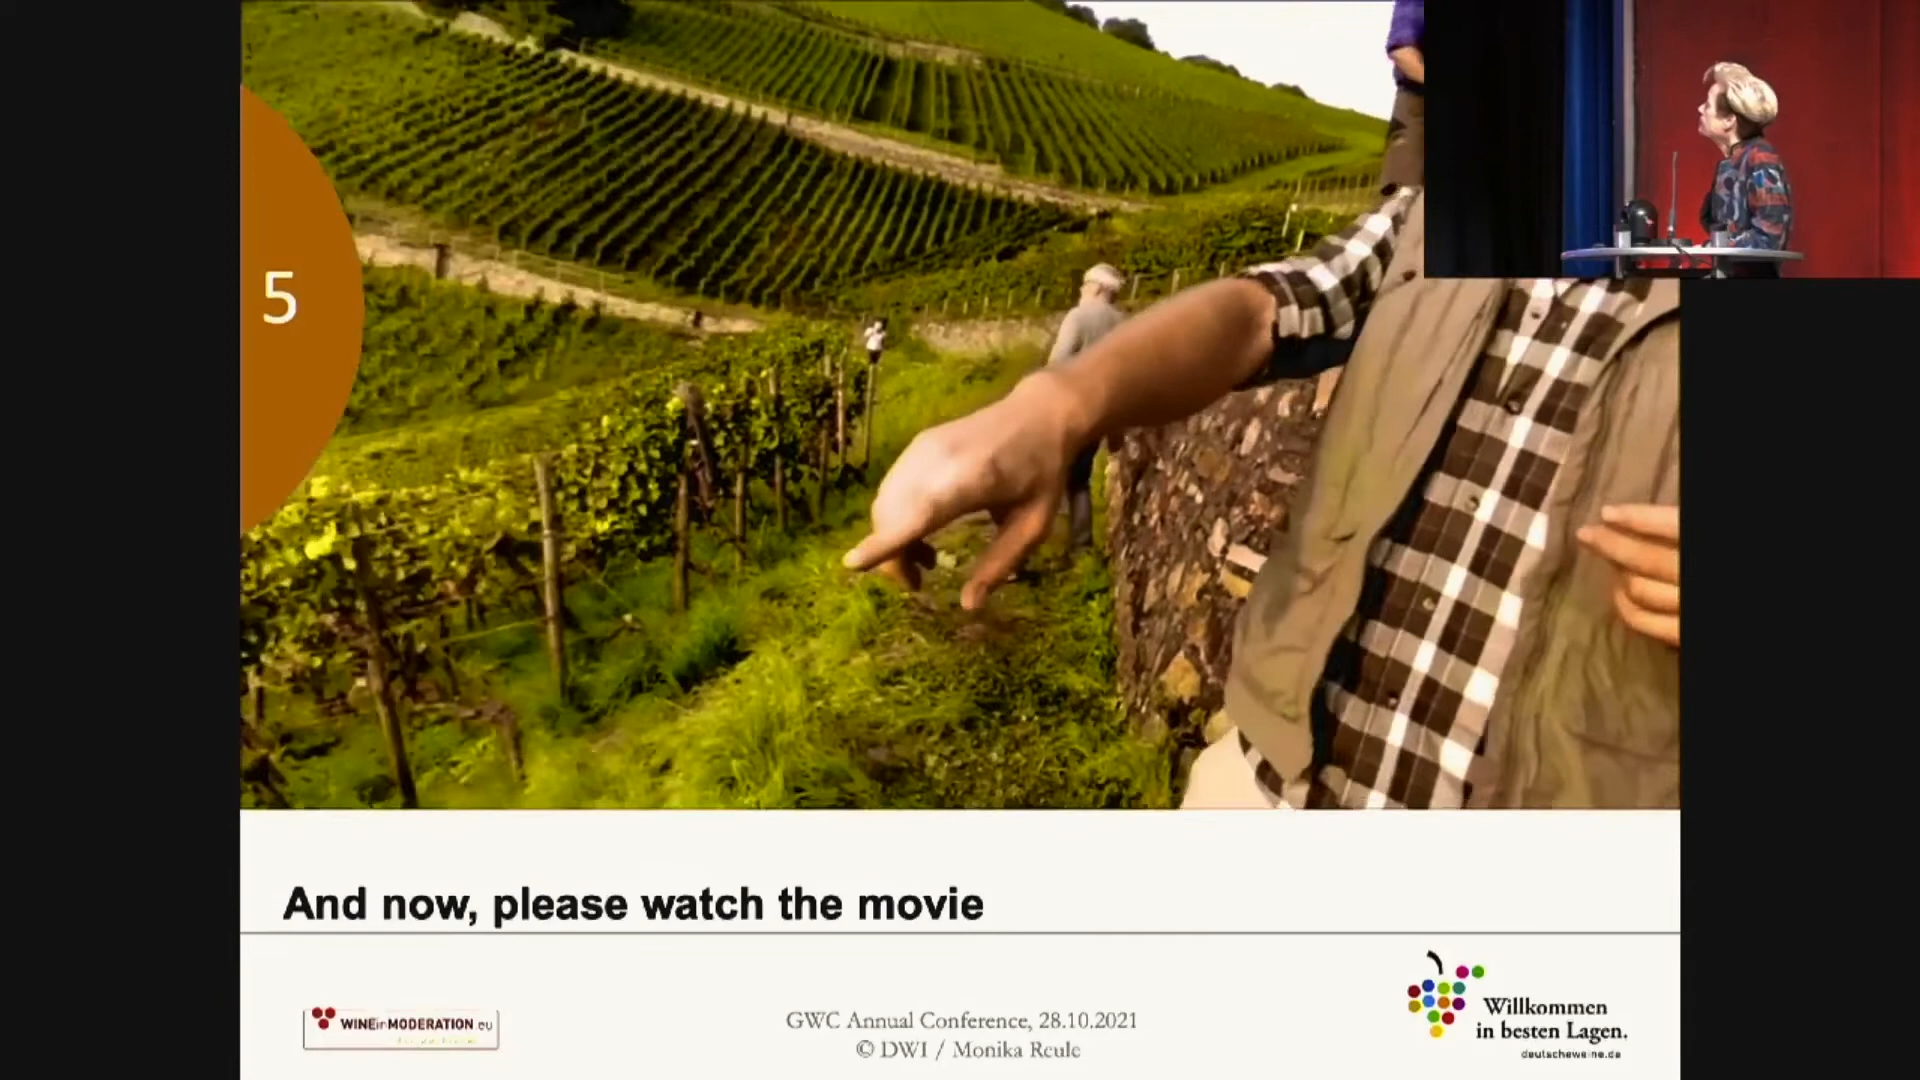 5
And now, please watch the movie
WINEinMODERATION.eu
GWC Annual Conference, 28.10.2021
© DWI / Monika Reule
Willkommen
in besten Lagen.
deutscheweine.de